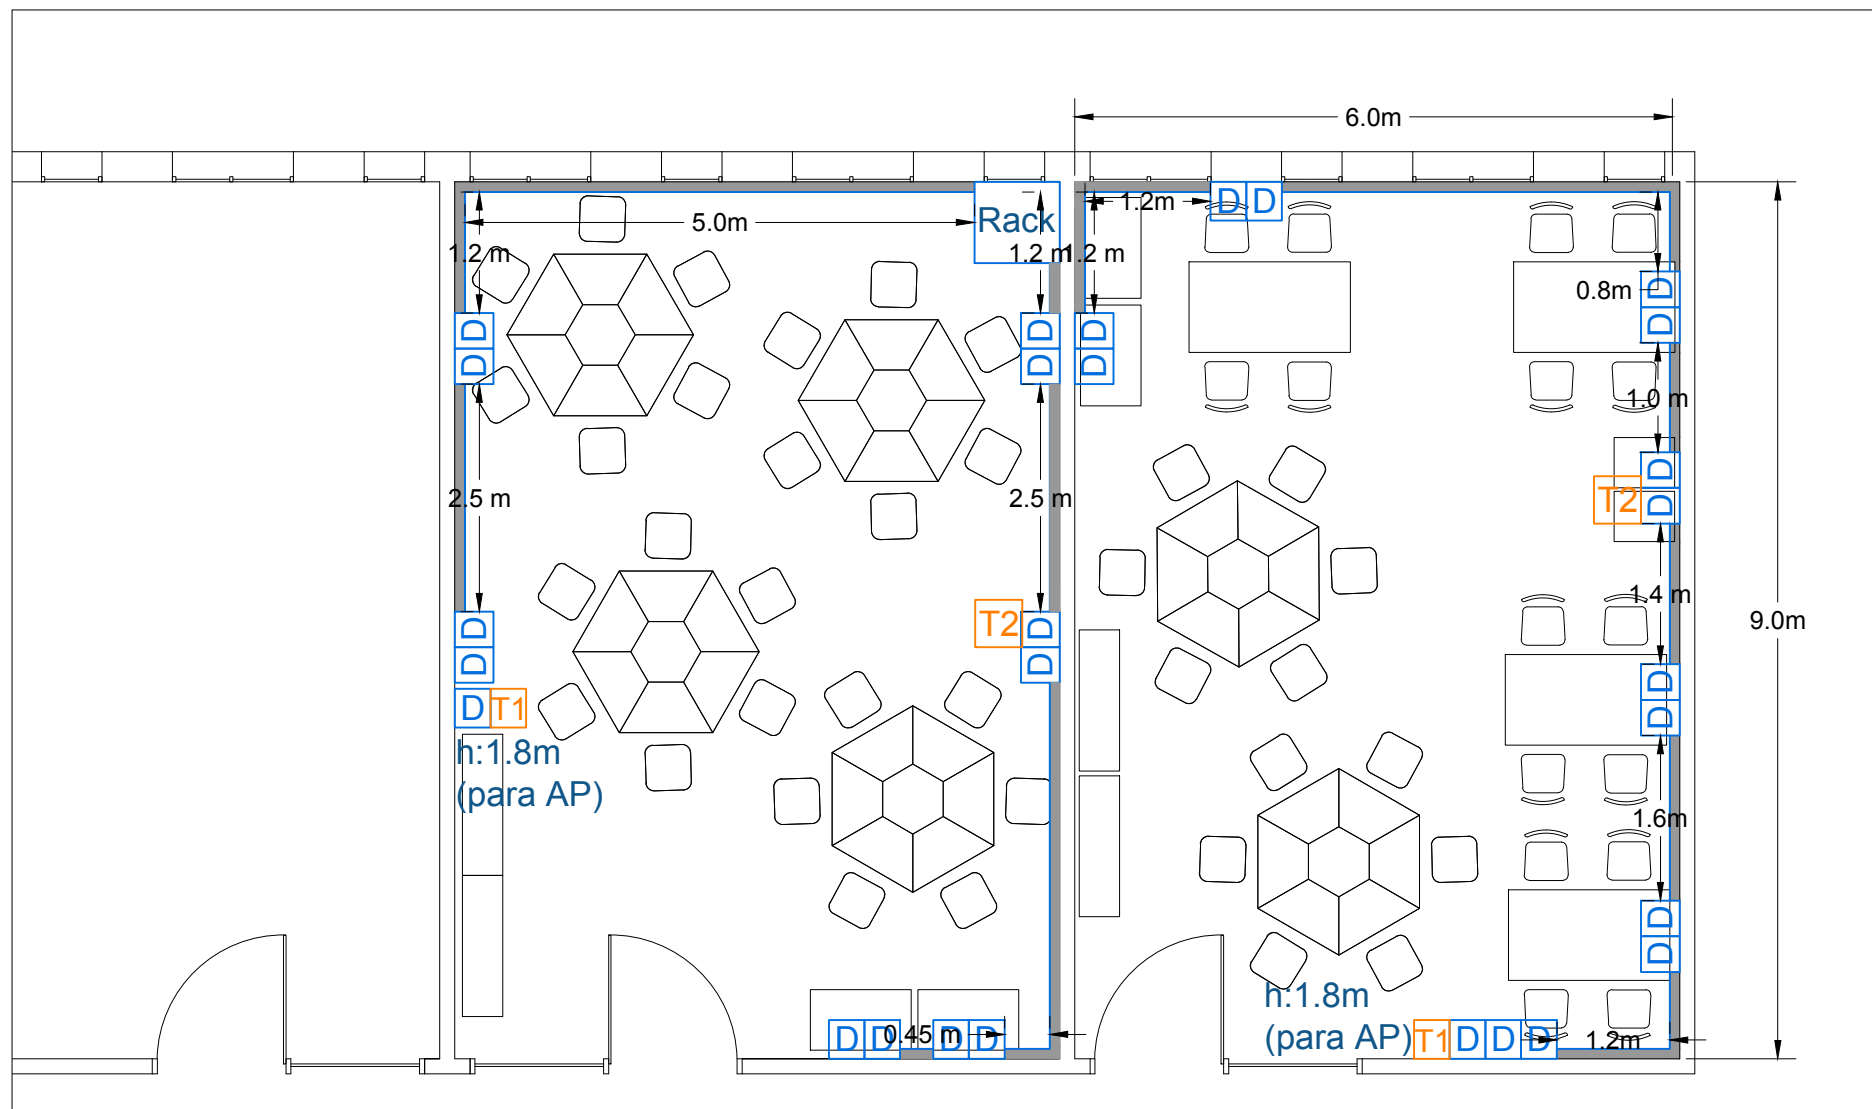 6.0m
5.0m
Rack
1.2m
D D
1.2 m
1.2 m
1.2 m
0.8m
D
D
D
D
D
D
D
D
1.0 m
D
D
T2
2.5 m
2.5 m
1.4 m
9.0m
T2
D
D
D
D
D T1
h:1.8m
(para AP)
D
D
1.6m
D
D
h:1.8m
(para AP)
D D
0.45 m
D D
T1 D D D
1.2m